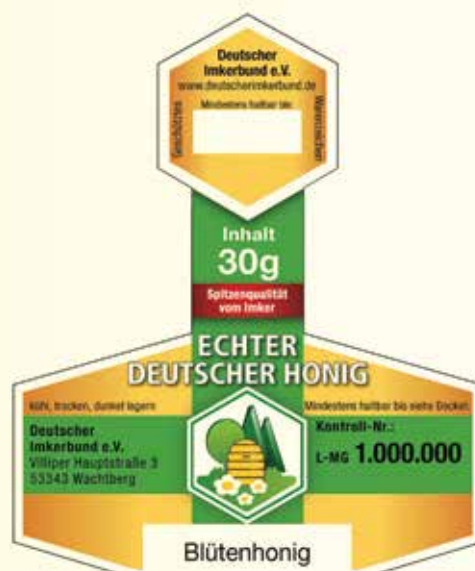 Deutscher
Imkerbund e.V.
www.deutscherimkerbund.de
Mindestens haltbar bis:
Geschütztes
Warenzeichen
Inhalt
30g
Spitzenqualität
vom Imker
ECHTER
DEUTSCHER HONIG
kühl, trocken, dunkel lagern
Mindestens haltbar bis siehe Deckel
Deutscher
Imkerbund e.V.
Villiper Hauptstraße 3
53343 Wachtberg
Kontroll-Nr.:
L-MG 1.000.000
Blütenhonig